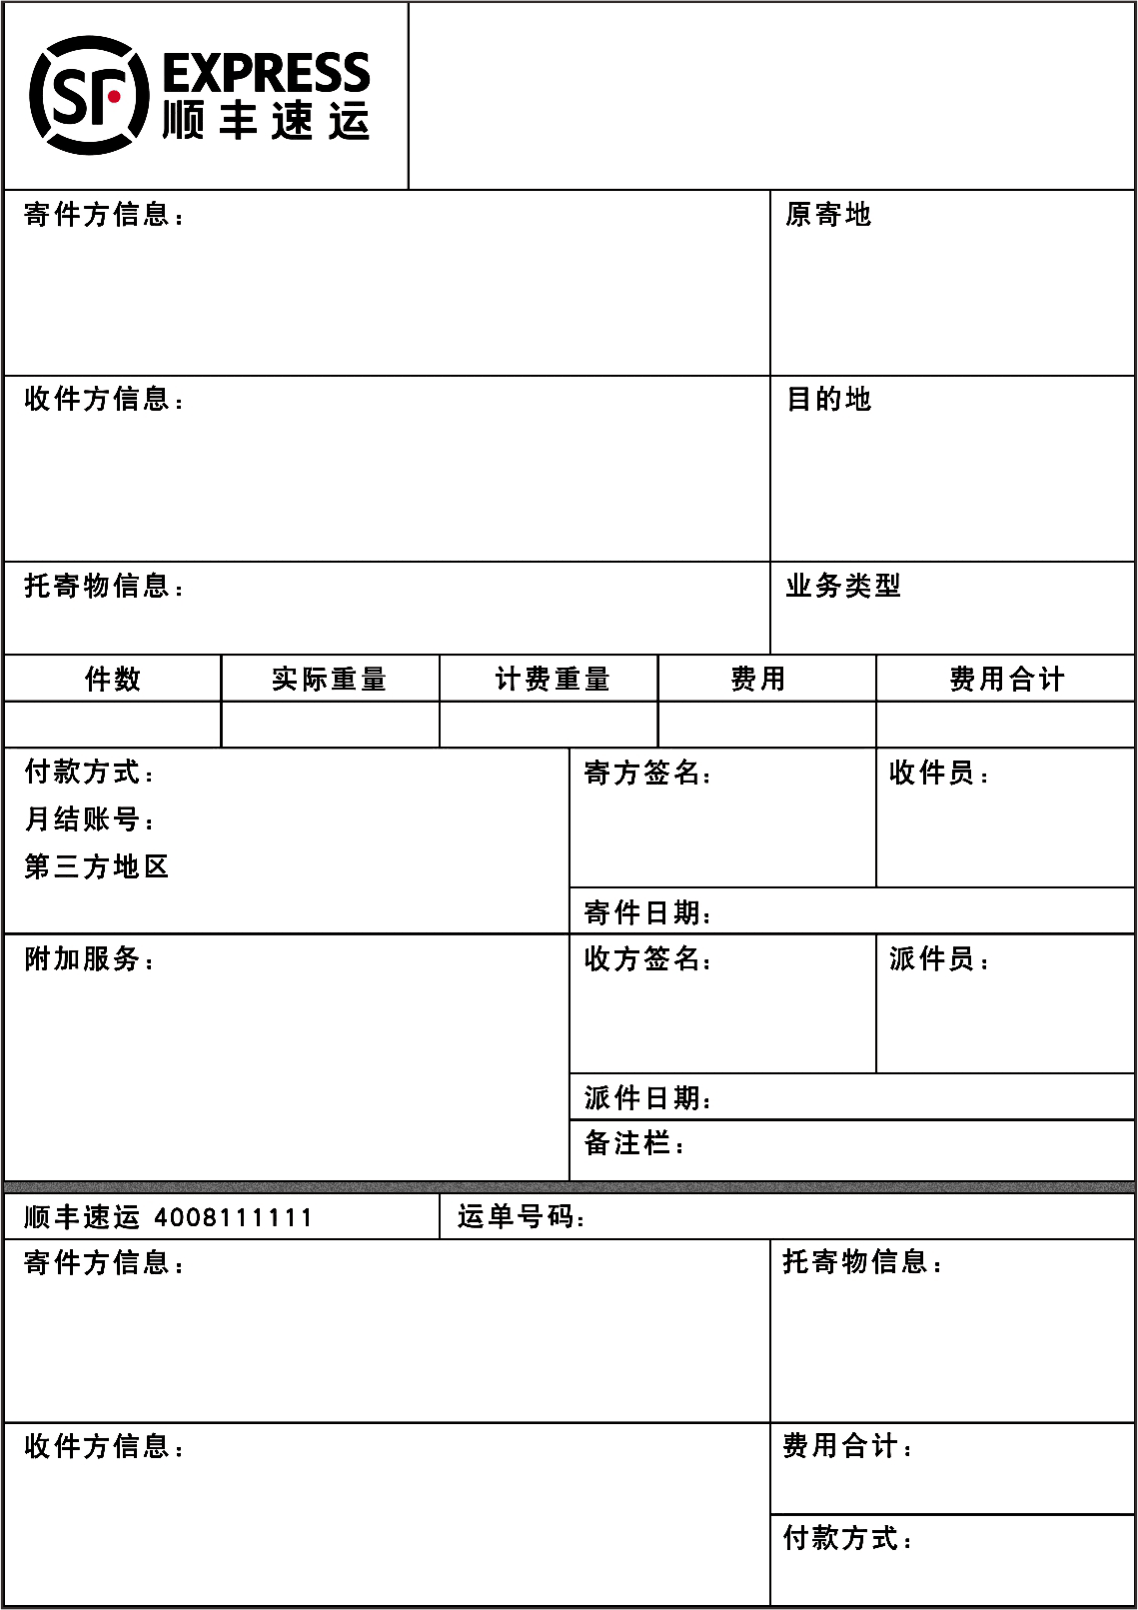 SF EXPRESS
顺丰速运
寄件方信息： 原寄地
收件方信息： 目的地
托寄物信息： 业务类型
件数 实际重量 计费重量 费用 费用合计
付款方式： 寄方签名： 收件员：
月结账号：
第三方地区
寄件日期：
附加服务： 收方签名： 派件员：
派件日期：
备注栏：
顺丰速运 4008111111 运单号码：
寄件方信息： 托寄物信息：
收件方信息： 费用合计：
付款方式：